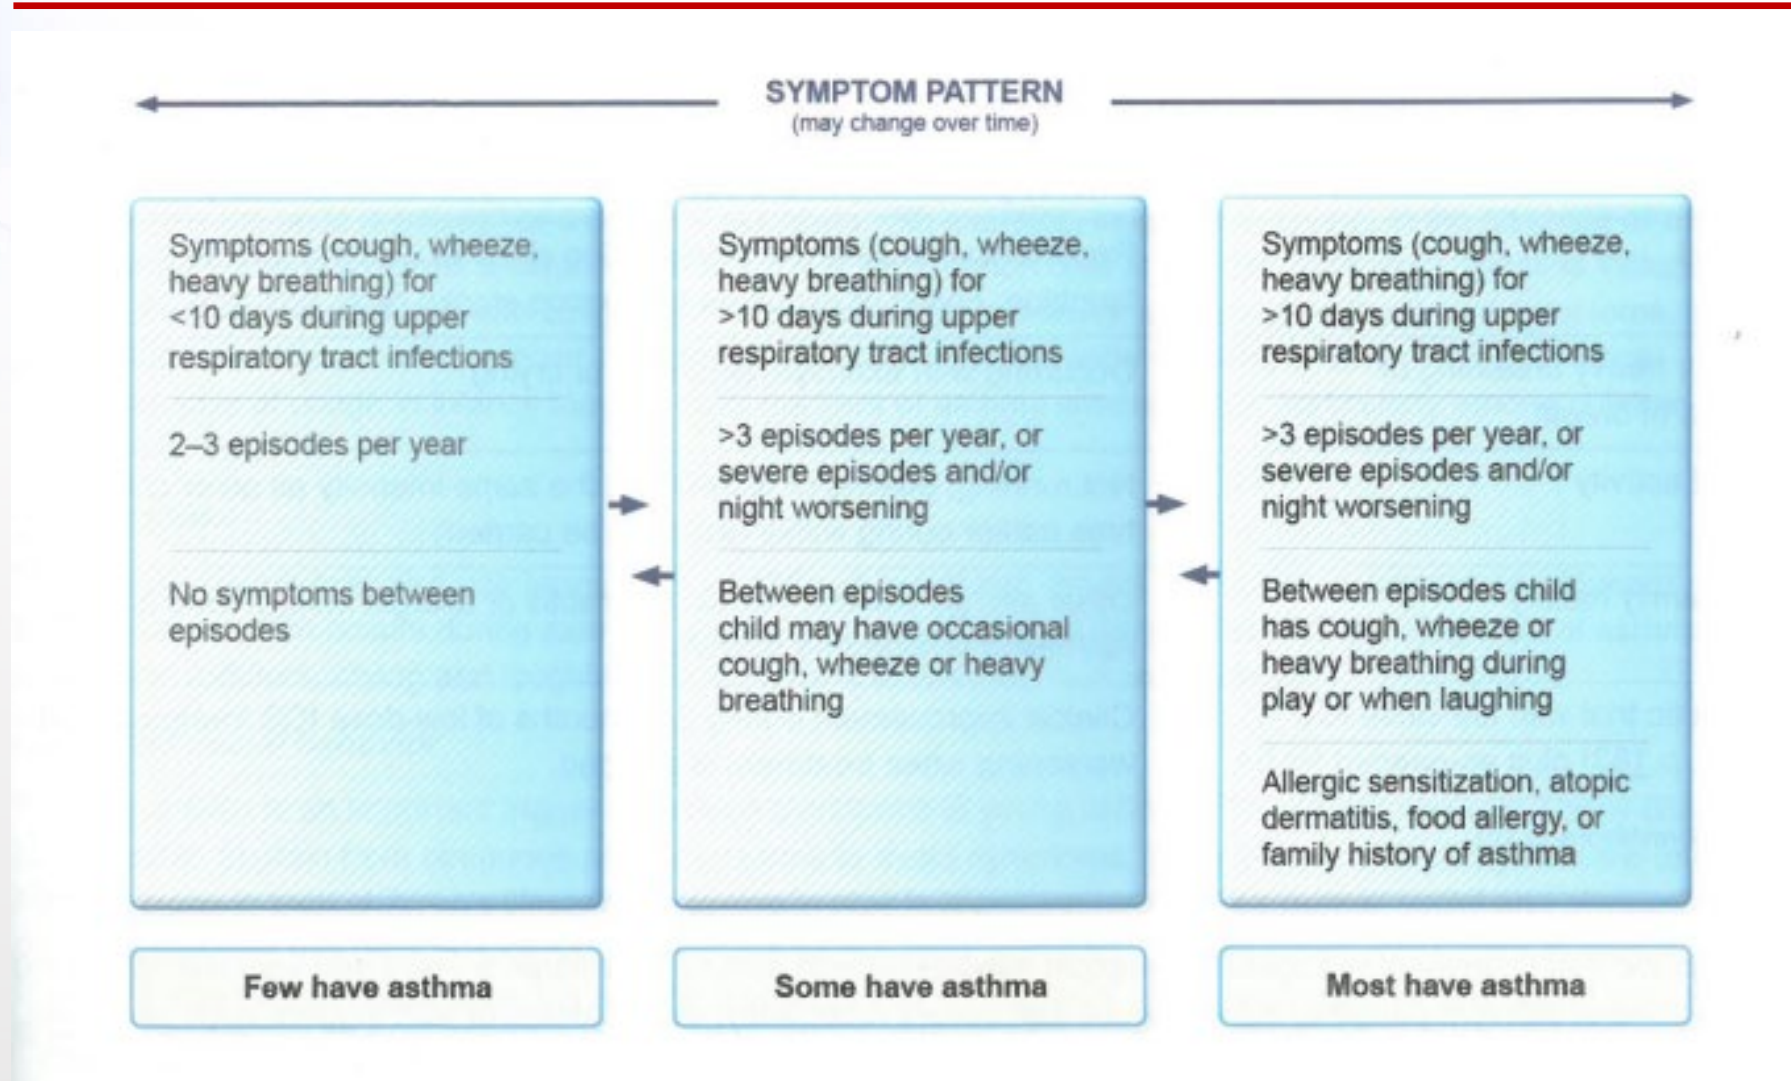 SYMPTOM PATTERN
(may change over time)
Symptoms (cough, wheeze,
heavy breathing) for
<10 days during upper
respiratory tract infections
2–3 episodes per year
No symptoms between
episodes
Symptoms (cough, wheeze,
heavy breathing) for
>10 days during upper
respiratory tract infections
>3 episodes per year, or
severe episodes and/or
night worsening
Between episodes
child may have occasional
cough, wheeze or heavy
breathing
Symptoms (cough, wheeze,
heavy breathing) for
>10 days during upper
respiratory tract infections
>3 episodes per year, or
severe episodes and/or
night worsening
Between episodes child
has cough, wheeze or
heavy breathing during
play or when laughing
Allergic sensitization, atopic
dermatitis, food allergy, or
family history of asthma
Few have asthma
Some have asthma
Most have asthma